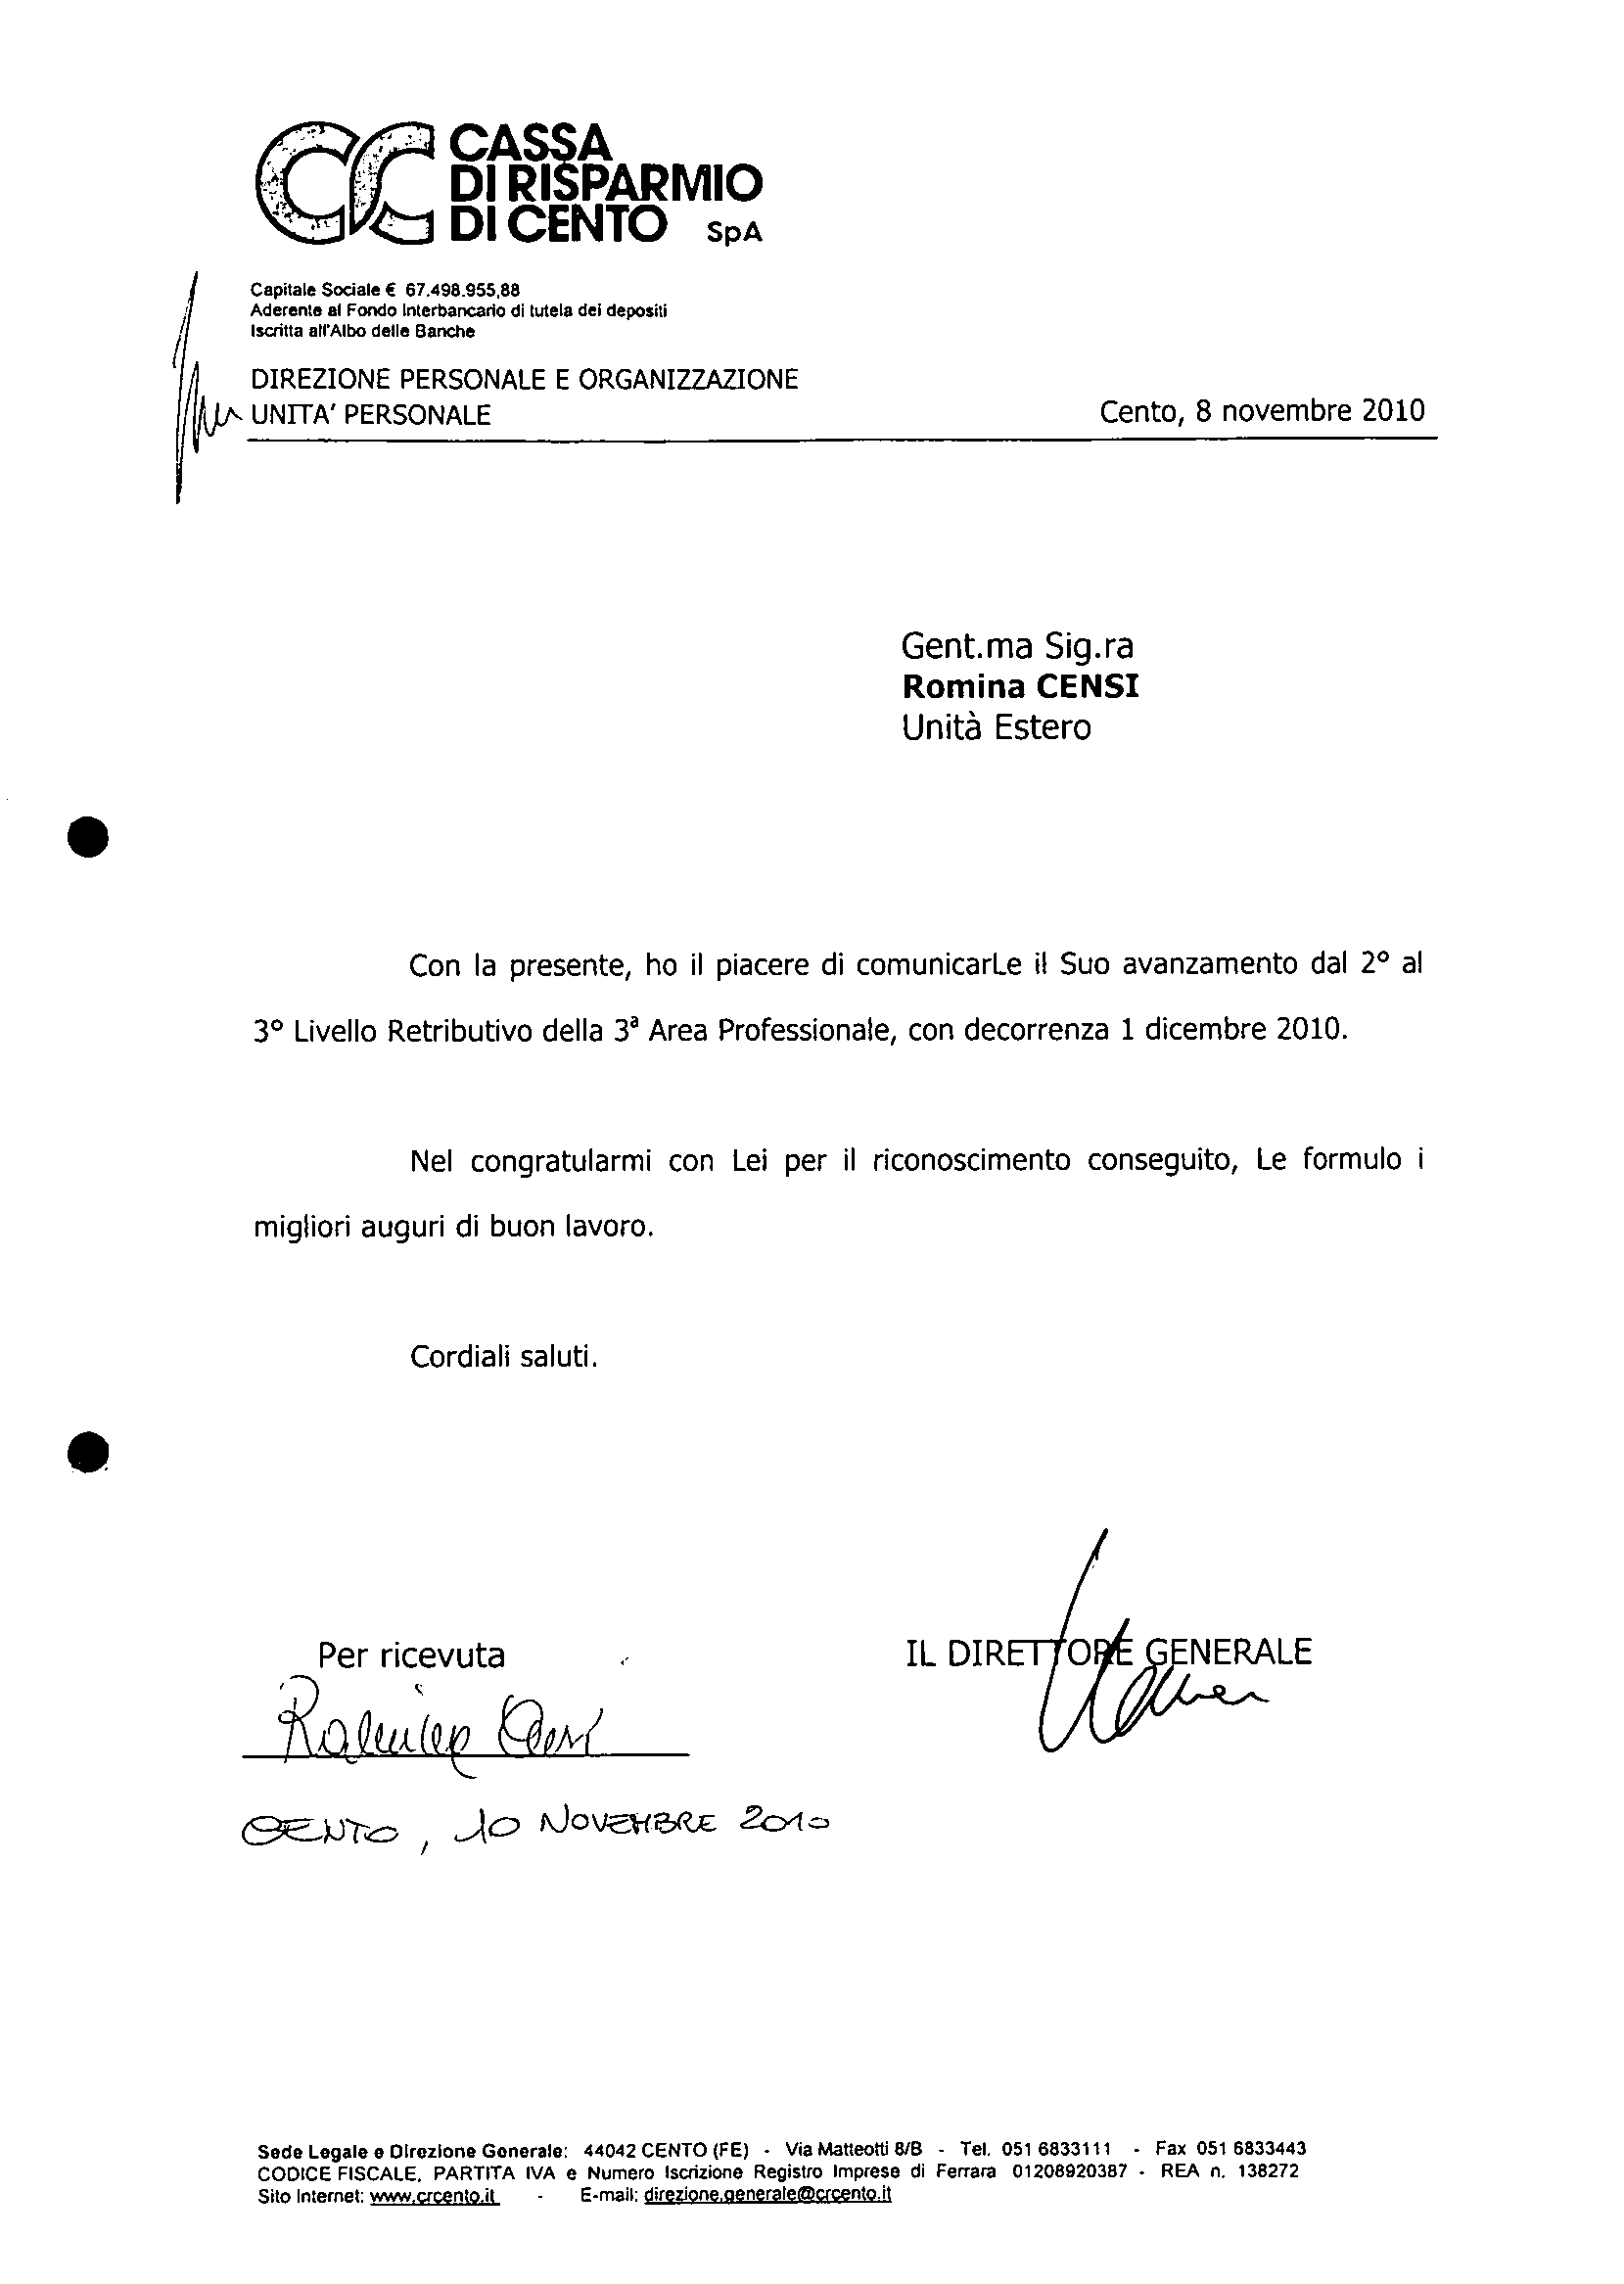 CASSA
DI RISPARMIO
DI CENTO SpA
Capitale Sociale € 67.498.955,88
Aderente al Fondo Interbancario di tutela dei depositi
Iscritta all'Albo delle Banche
DIREZIONE PERSONALE E ORGANIZZAZIONE
UNITA' PERSONALE
Cento, 8 novembre 2010
Gent.ma Sig.ra
Romina CENSI
Unità Estero
Con la presente, ho il piacere di comunicarLe il Suo avanzamento dal 2° al
3° Livello Retributivo della 3ª Area Professionale, con decorrenza 1 dicembre 2010.
Nel congratularmi con Lei per il riconoscimento conseguito, Le formulo i
migliori auguri di buon lavoro.
Cordiali saluti.
Per ricevuta
IL DIRETTORE GENERALE
Romina Censi
CENTO, 10 NOVEMBRE 2010
Sede Legale e Direzione Generale: 44042 CENTO (FE) - Via Matteotti 8/B - Tel. 051 6833111 - Fax 051 6833443
CODICE FISCALE, PARTITA IVA e Numero Iscrizione Registro Imprese di Ferrara 01208920387 - REA n. 138272
Sito Internet: www.crcento.it - E-mail: direzione.generale@crcento.it